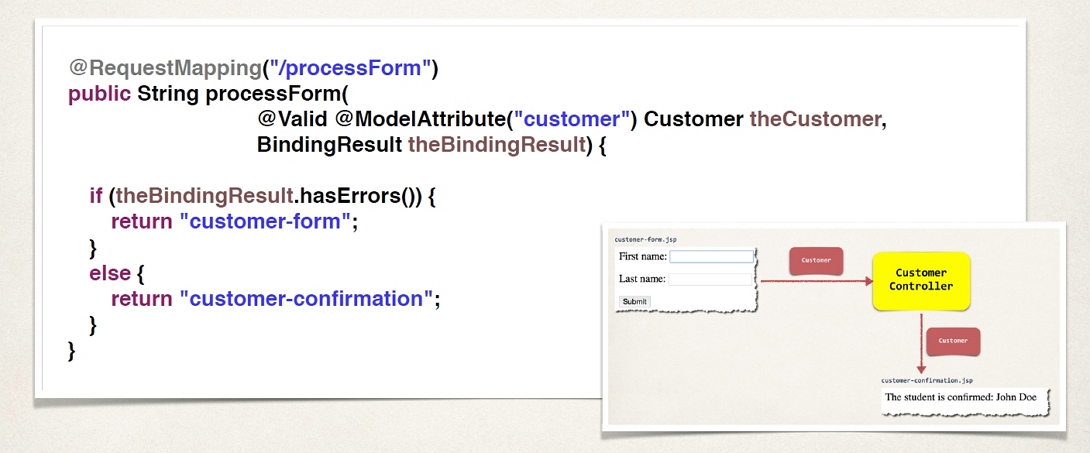 @RequestMapping("/processForm")
public String processForm(
@Valid @ModelAttribute("customer") Customer theCustomer,
BindingResult theBindingResult) {
if (theBindingResult.hasErrors()) {
return "customer-form";
}
else {
return "customer-confirmation";
}
}
customer-form.jsp
First name:
Last name:
Submit
Customer
Customer
Controller
Customer
customer-confirmation.jsp
The student is confirmed: John Doe